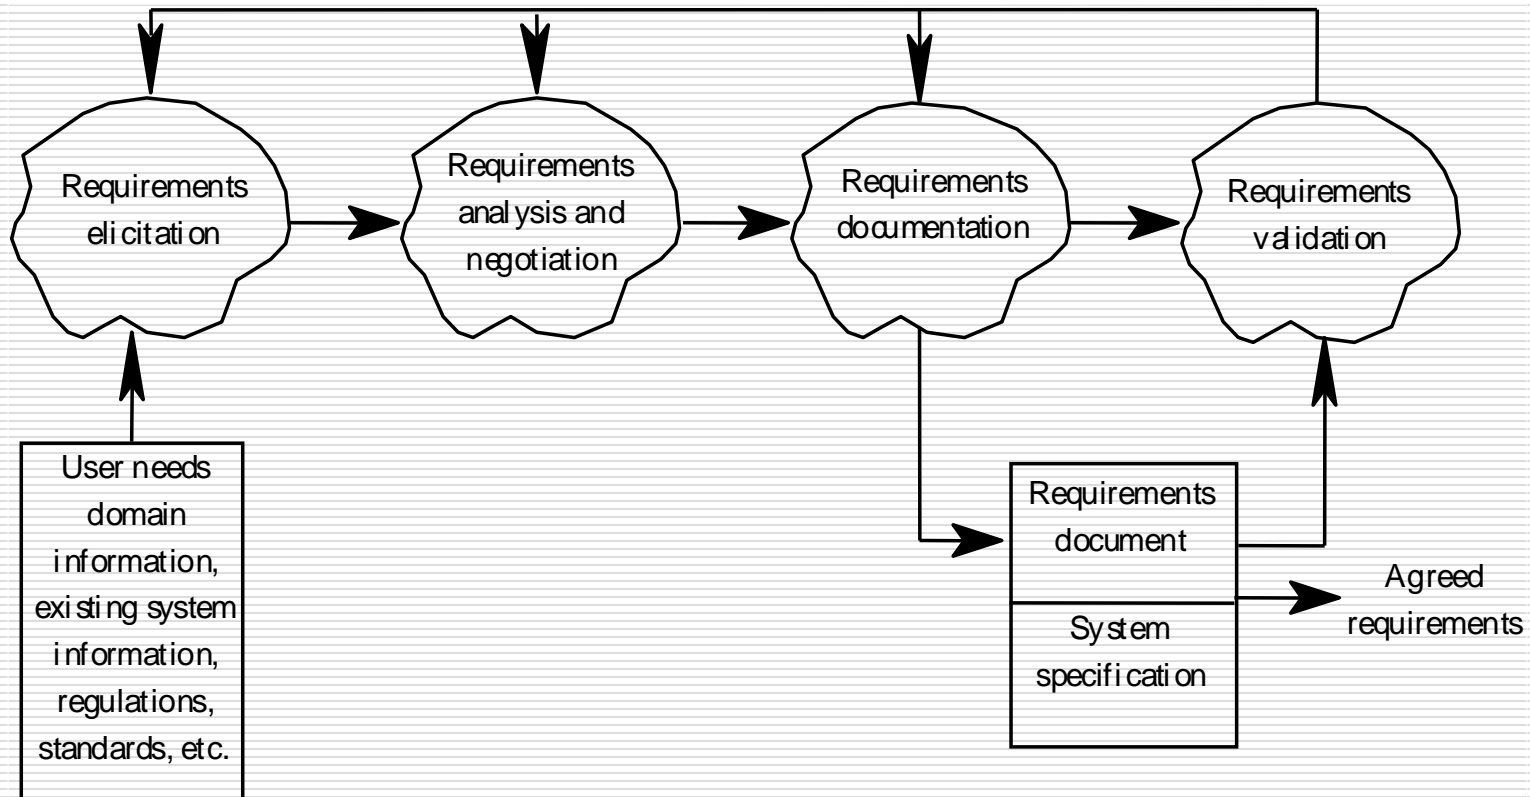 Requirements
elicitation
Requirements
analysis and
negotiation
Requirements
documentation
Requirements
validation
User needs
domain
information,
existing system
information,
regulations,
standards, etc.
Requirements
document
System
specification
Agreed
requirements